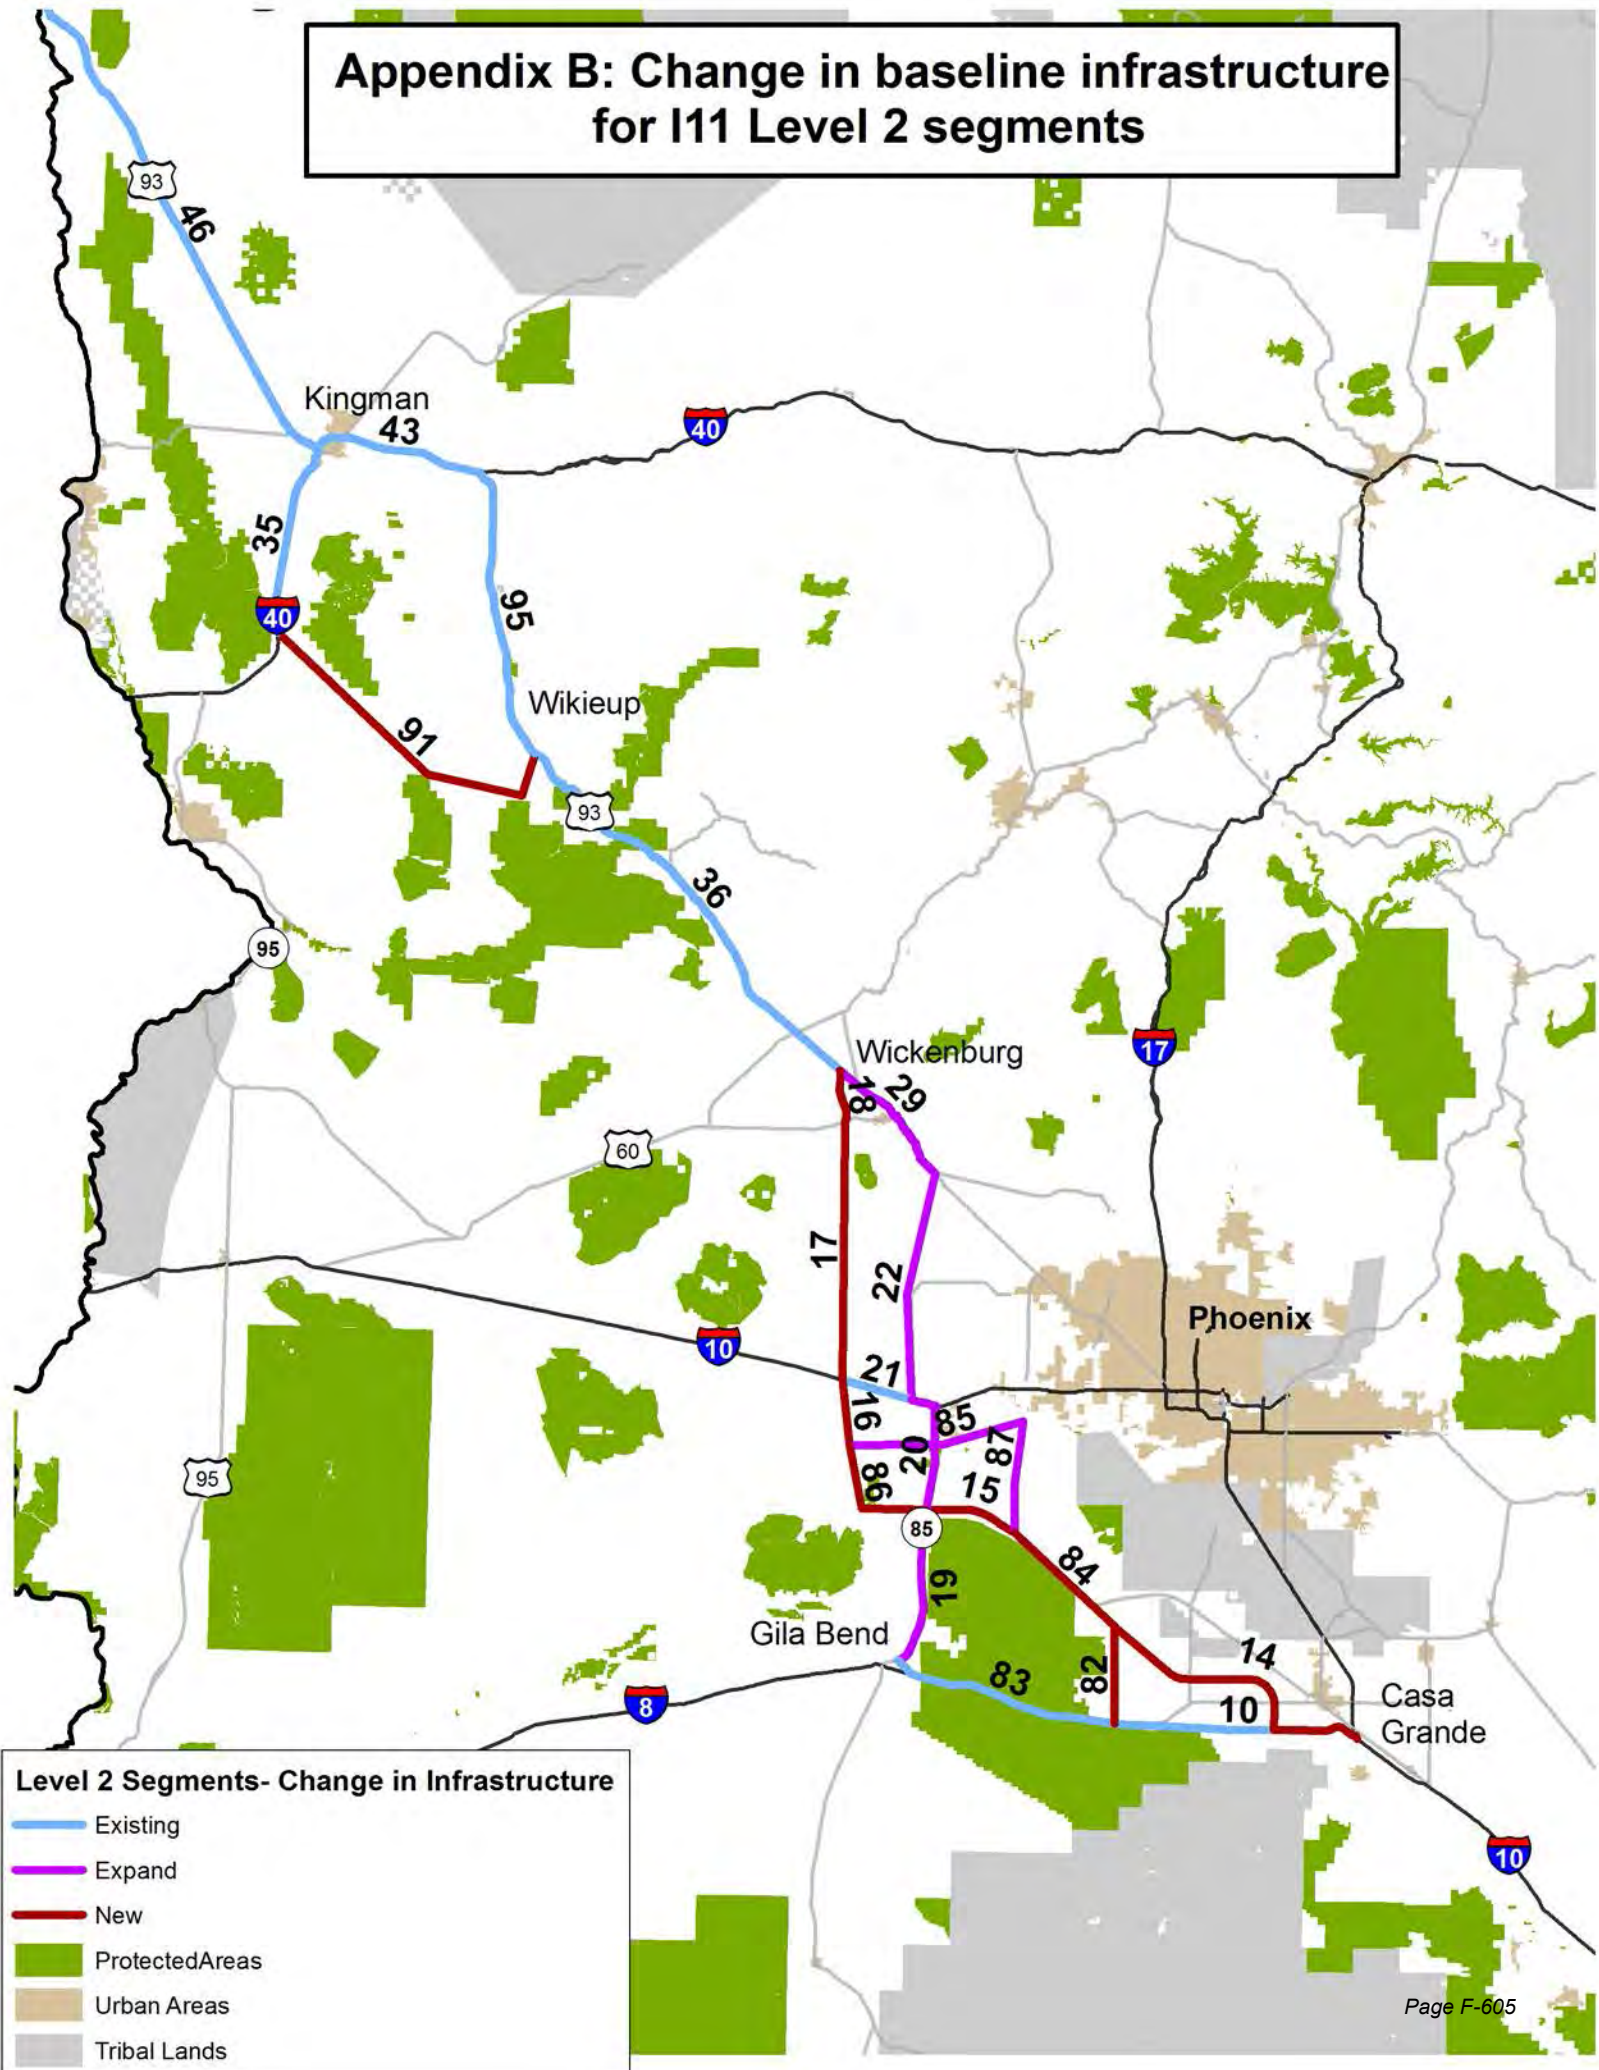 Appendix B: Change in baseline infrastructure
for I11 Level 2 segments
93
46
Kingman
43
40
35
40
95
Wikieup
91
93
36
95
Wickenburg
17
18
29
60
17
22
Phoenix
10
21
16
85
87
20
86
15
95
85
84
19
Gila Bend
14
83
82
10
Casa
Grande
8
Level 2 Segments- Change in Infrastructure
Existing
Expand
New
ProtectedAreas
Urban Areas
Tribal Lands
10
Page F-605